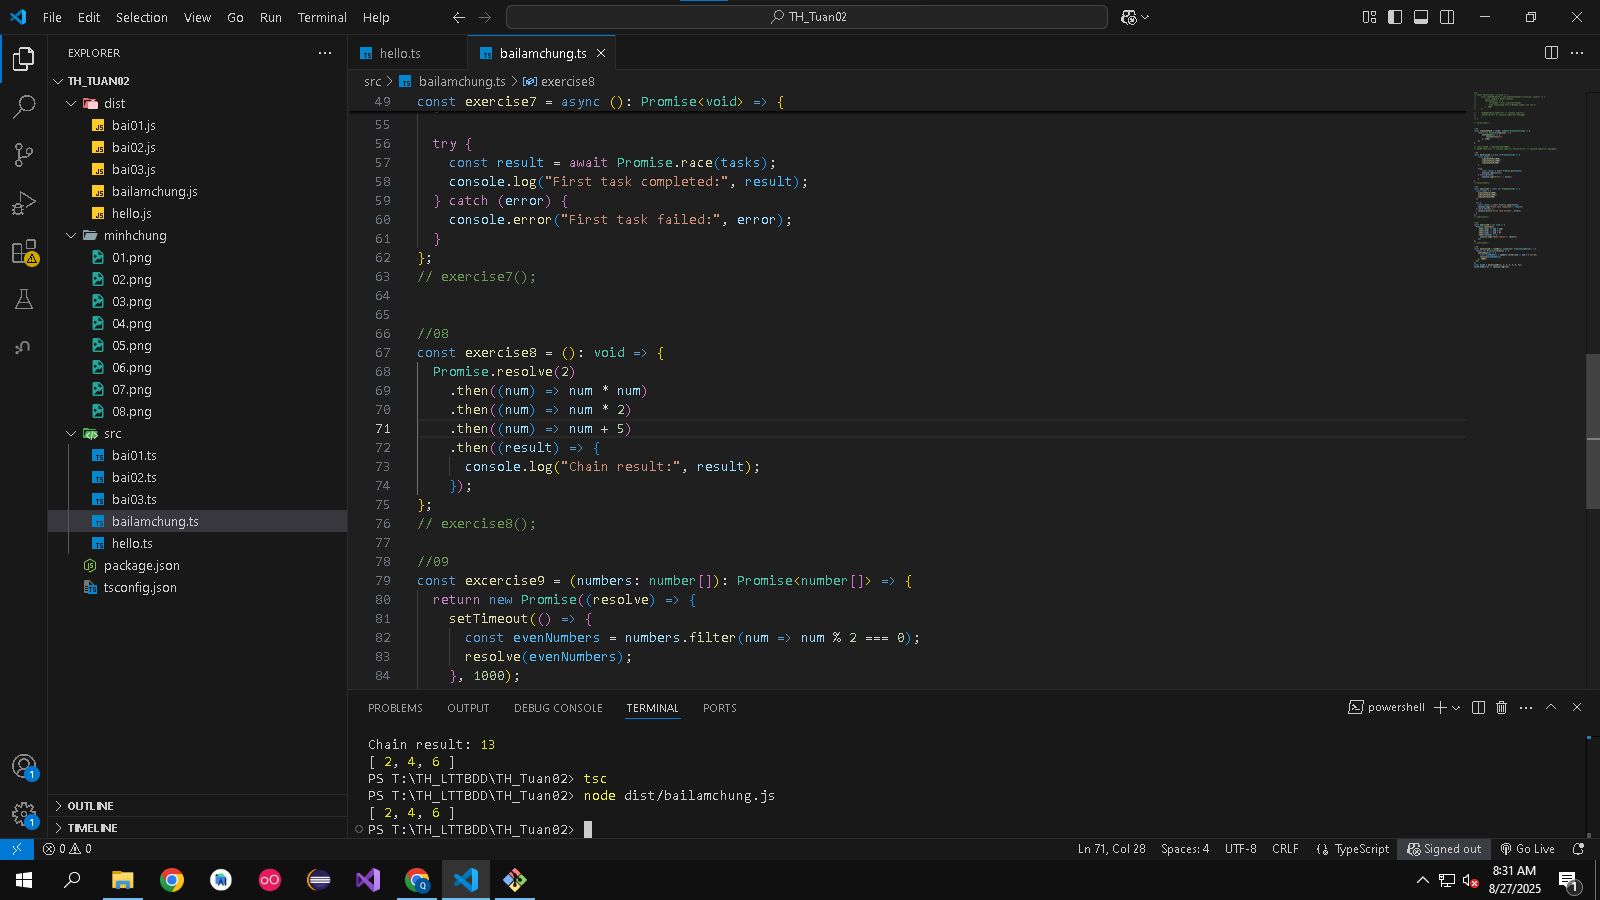 File Edit Selection View Go Run Terminal Help
TH_Tuan02
EXPLORER
TH_TUAN02
dist
bai01.js
bai02.js
bai03.js
bailamchung.js
hello.js
minhchung
01.png
02.png
03.png
04.png
05.png
06.png
07.png
08.png
src
bai01.ts
bai02.ts
bai03.ts
bailamchung.ts
hello.ts
package.json
tsconfig.json
OUTLINE
TIMELINE
hello.ts
bailamchung.ts
src > bailamchung.ts > exercise8
49 const exercise7 = async (): Promise<void> => {
55
56 try {
57 const result = await Promise.race(tasks);
58 console.log("First task completed:", result);
59 } catch (error) {
60 console.error("First task failed:", error);
61 }
62 };
63 // exercise7();
64
65
66 //08
67 const exercise8 = (): void => {
68 Promise.resolve(2)
69 .then((num) => num * num)
70 .then((num) => num * 2)
71 .then((num) => num + 5)
72 .then((result) => {
73 console.log("Chain result:", result);
74 });
75 };
76 // exercise8();
77
78 //09
79 const excercise9 = (numbers: number[]): Promise<number[]> => {
80 return new Promise((resolve) => {
81 setTimeout(() => {
82 const evenNumbers = numbers.filter(num => num % 2 === 0);
83 resolve(evenNumbers);
84 }, 1000);
PROBLEMS OUTPUT DEBUG CONSOLE TERMINAL PORTS
powershell
Chain result: 13
[ 2, 4, 6 ]
PS T:\TH_LTTBDD\TH_Tuan02> tsc
PS T:\TH_LTTBDD\TH_Tuan02> node dist/bailamchung.js
[ 2, 4, 6 ]
PS T:\TH_LTTBDD\TH_Tuan02>
1
1
0 0
Ln 71, Col 28 Spaces: 4 UTF-8 CRLF TypeScript Signed out Go Live
8:31 AM
8/27/2025
1